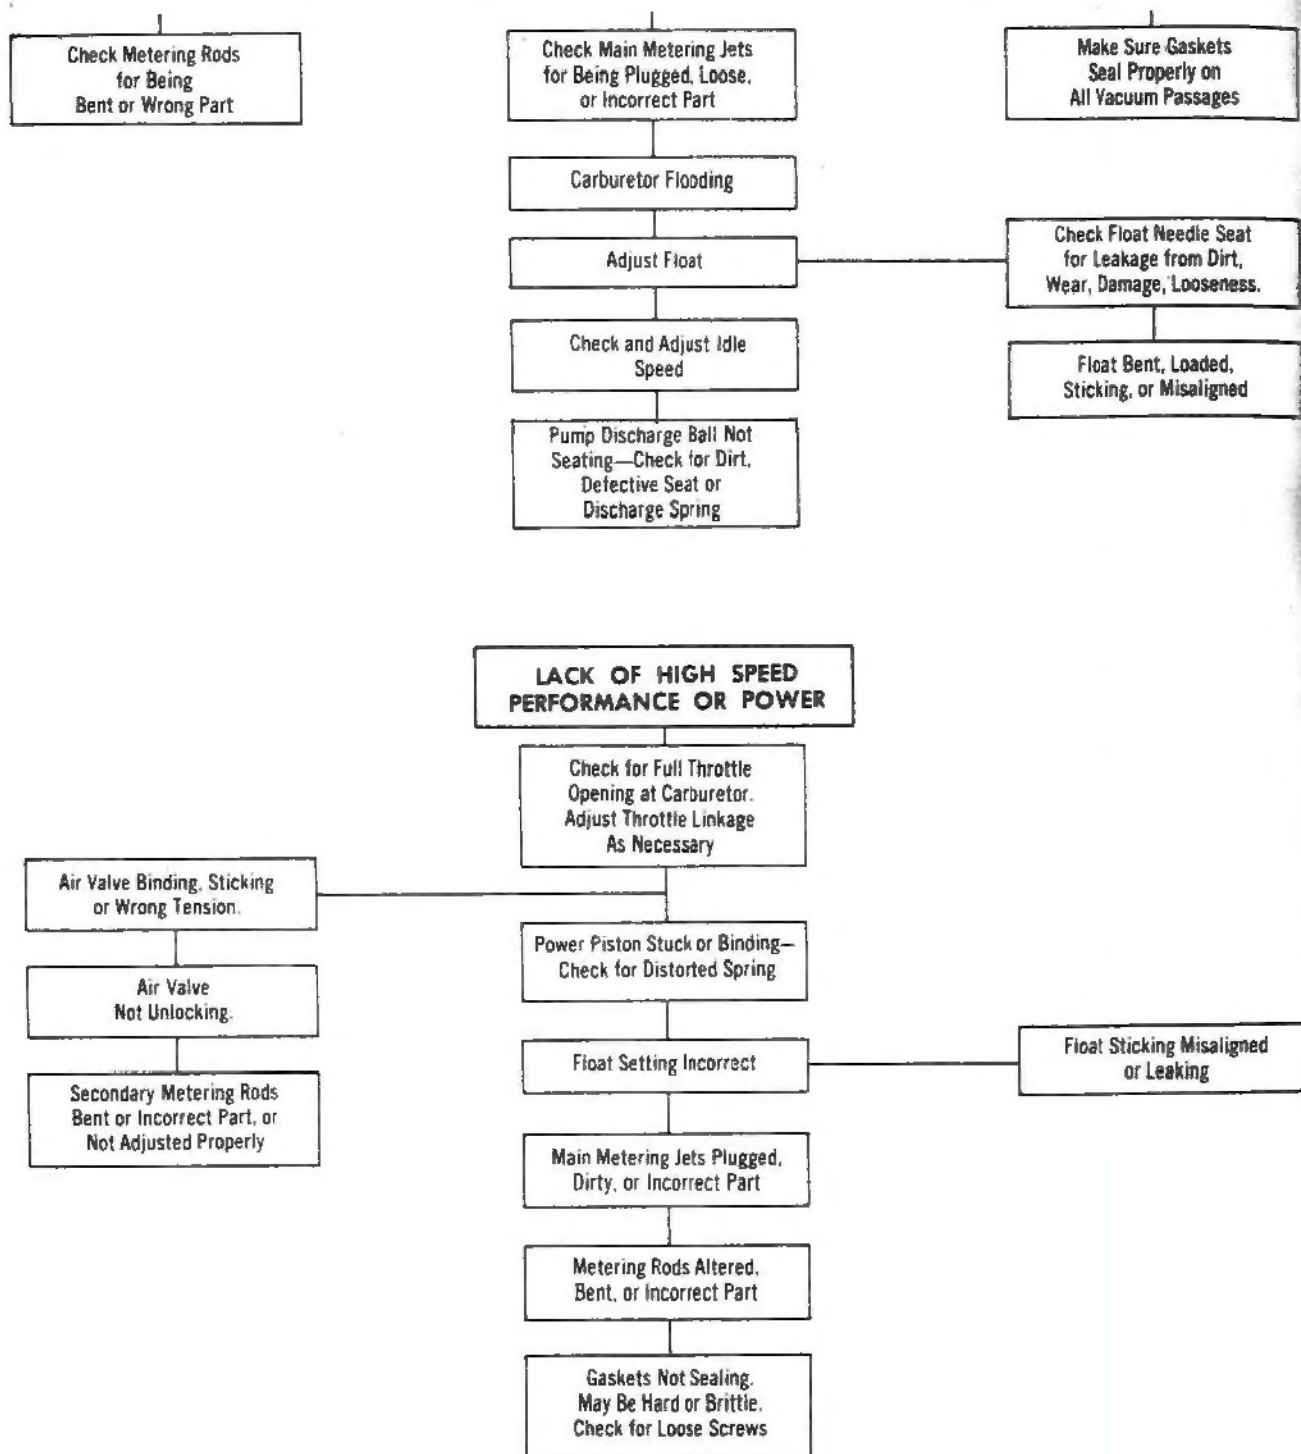 Check Metering Rods
for Being
Bent or Wrong Part
Check Main Metering Jets
for Being Plugged, Loose,
or Incorrect Part
Make Sure Gaskets
Seal Properly on
All Vacuum Passages
Carburetor Flooding
Adjust Float
Check Float Needle Seat
for Leakage from Dirt,
Wear, Damage, Looseness.
Check and Adjust Idle
Speed
Float Bent, Loaded,
Sticking, or Misaligned
Pump Discharge Ball Not
Seating—Check for Dirt,
Defective Seat or
Discharge Spring
LACK OF HIGH SPEED
PERFORMANCE OR POWER
Check for Full Throttle
Opening at Carburetor.
Adjust Throttle Linkage
As Necessary
Air Valve Binding, Sticking
or Wrong Tension.
Power Piston Stuck or Binding—
Check for Distorted Spring
Air Valve
Not Unlocking.
Float Setting Incorrect
Float Sticking Misaligned
or Leaking
Secondary Metering Rods
Bent or Incorrect Part, or
Not Adjusted Properly
Main Metering Jets Plugged,
Dirty, or Incorrect Part
Metering Rods Altered,
Bent, or Incorrect Part
Gaskets Not Sealing.
May Be Hard or Brittle.
Check for Loose Screws